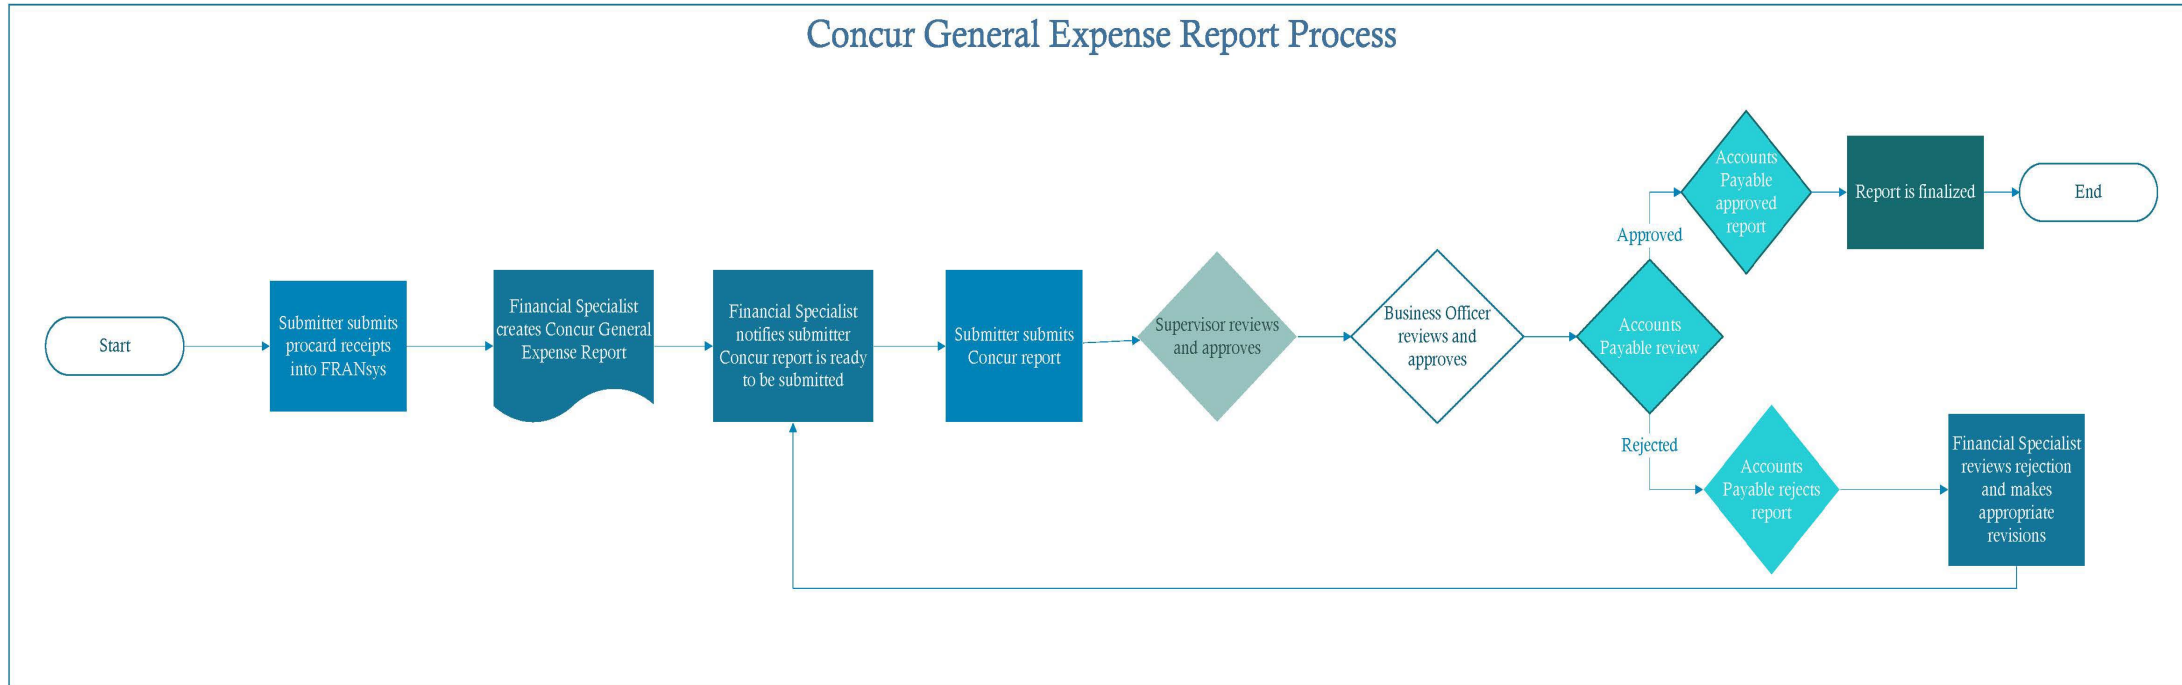 Concur General Expense Report Process
Start
Submitter submits
procard receipts
into FRANsys
Financial Specialist
creates Concur General
Expense Report
Financial Specialist
notifies submitter
Concur report is ready
to be submitted
Submitter submits
Concur report
Supervisor reviews
and approves
Business Officer
reviews and
approves
Accounts
Payable review
Approved
Accounts
Payable
approved
report
Report is finalized
End
Rejected
Accounts
Payable rejects
report
Financial Specialist
reviews rejection
and makes
appropriate
revisions